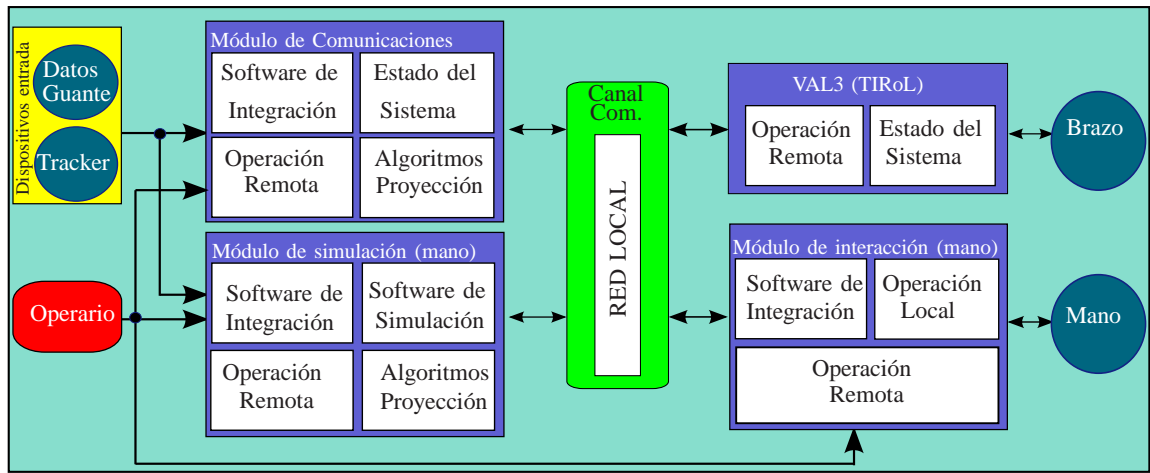 Dispositivos entrada
Datos
Guante
Tracker
Operario
Módulo de Comunicaciones
Software de
Integración
Estado del
Sistema
Operación
Remota
Algoritmos
Proyección
Módulo de simulación (mano)
Software de
Integración
Software de
Simulación
Operación
Remota
Algoritmos
Proyección
Canal
Com.
RED LOCAL
VAL3 (TIRoL)
Operación
Remota
Estado del
Sistema
Brazo
Módulo de interacción (mano)
Software de
Integración
Operación
Local
Operación
Remota
Mano